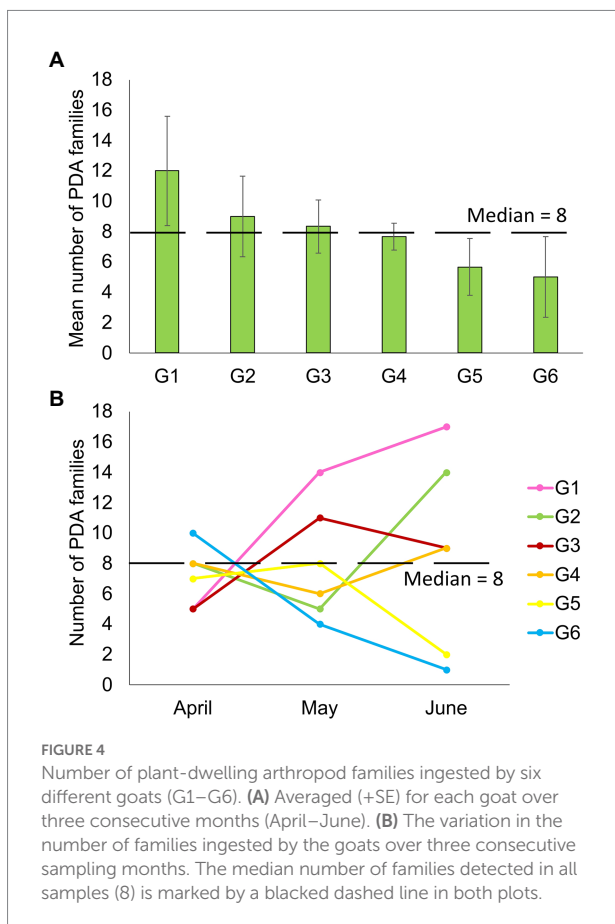 A
18
16
14
12
10
8
6
4
2
0
Mean number of PDA families
Median = 8
G1 G2 G3 G4 G5 G6
B
18
16
14
12
10
8
6
4
2
0
Number of PDA families
Median = 8
April May June
G1
G2
G3
G4
G5
G6
FIGURE 4
Number of plant-dwelling arthropod families ingested by six
different goats (G1–G6). (A) Averaged (+SE) for each goat over
three consecutive months (April–June). (B) The variation in the
number of families ingested by the goats over three consecutive
sampling months. The median number of families detected in all
samples (8) is marked by a blacked dashed line in both plots.